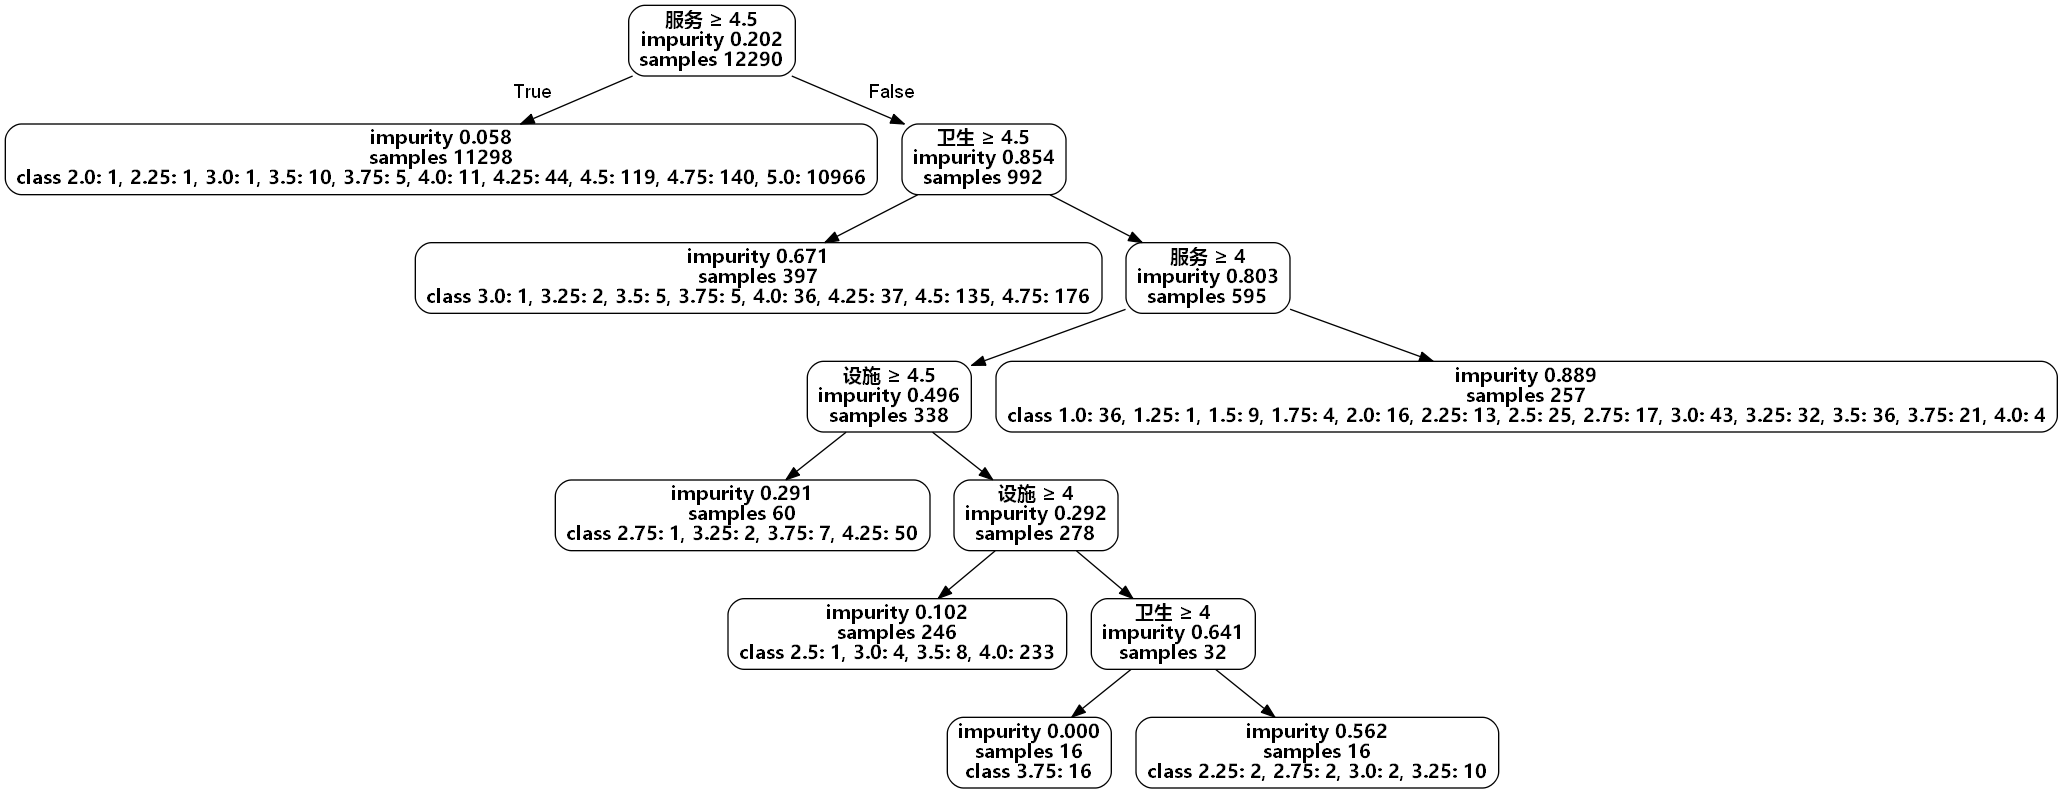 服务 ≥ 4.5
impurity 0.202
samples 12290
True
False
impurity 0.058
samples 11298
class 2.0: 1, 2.25: 1, 3.0: 1, 3.5: 10, 3.75: 5, 4.0: 11, 4.25: 44, 4.5: 119, 4.75: 140, 5.0: 10966
卫生 ≥ 4.5
impurity 0.854
samples 992
impurity 0.671
samples 397
class 3.0: 1, 3.25: 2, 3.5: 5, 3.75: 5, 4.0: 36, 4.25: 37, 4.5: 135, 4.75: 176
服务 ≥ 4
impurity 0.803
samples 595
设施 ≥ 4.5
impurity 0.496
samples 338
impurity 0.889
samples 257
class 1.0: 36, 1.25: 1, 1.5: 9, 1.75: 4, 2.0: 16, 2.25: 13, 2.5: 25, 2.75: 17, 3.0: 43, 3.25: 32, 3.5: 36, 3.75: 21, 4.0: 4
impurity 0.291
samples 60
class 2.75: 1, 3.25: 2, 3.75: 7, 4.25: 50
设施 ≥ 4
impurity 0.292
samples 278
impurity 0.102
samples 246
class 2.5: 1, 3.0: 4, 3.5: 8, 4.0: 233
卫生 ≥ 4
impurity 0.641
samples 32
impurity 0.000
samples 16
class 3.75: 16
impurity 0.562
samples 16
class 2.25: 2, 2.75: 2, 3.0: 2, 3.25: 10